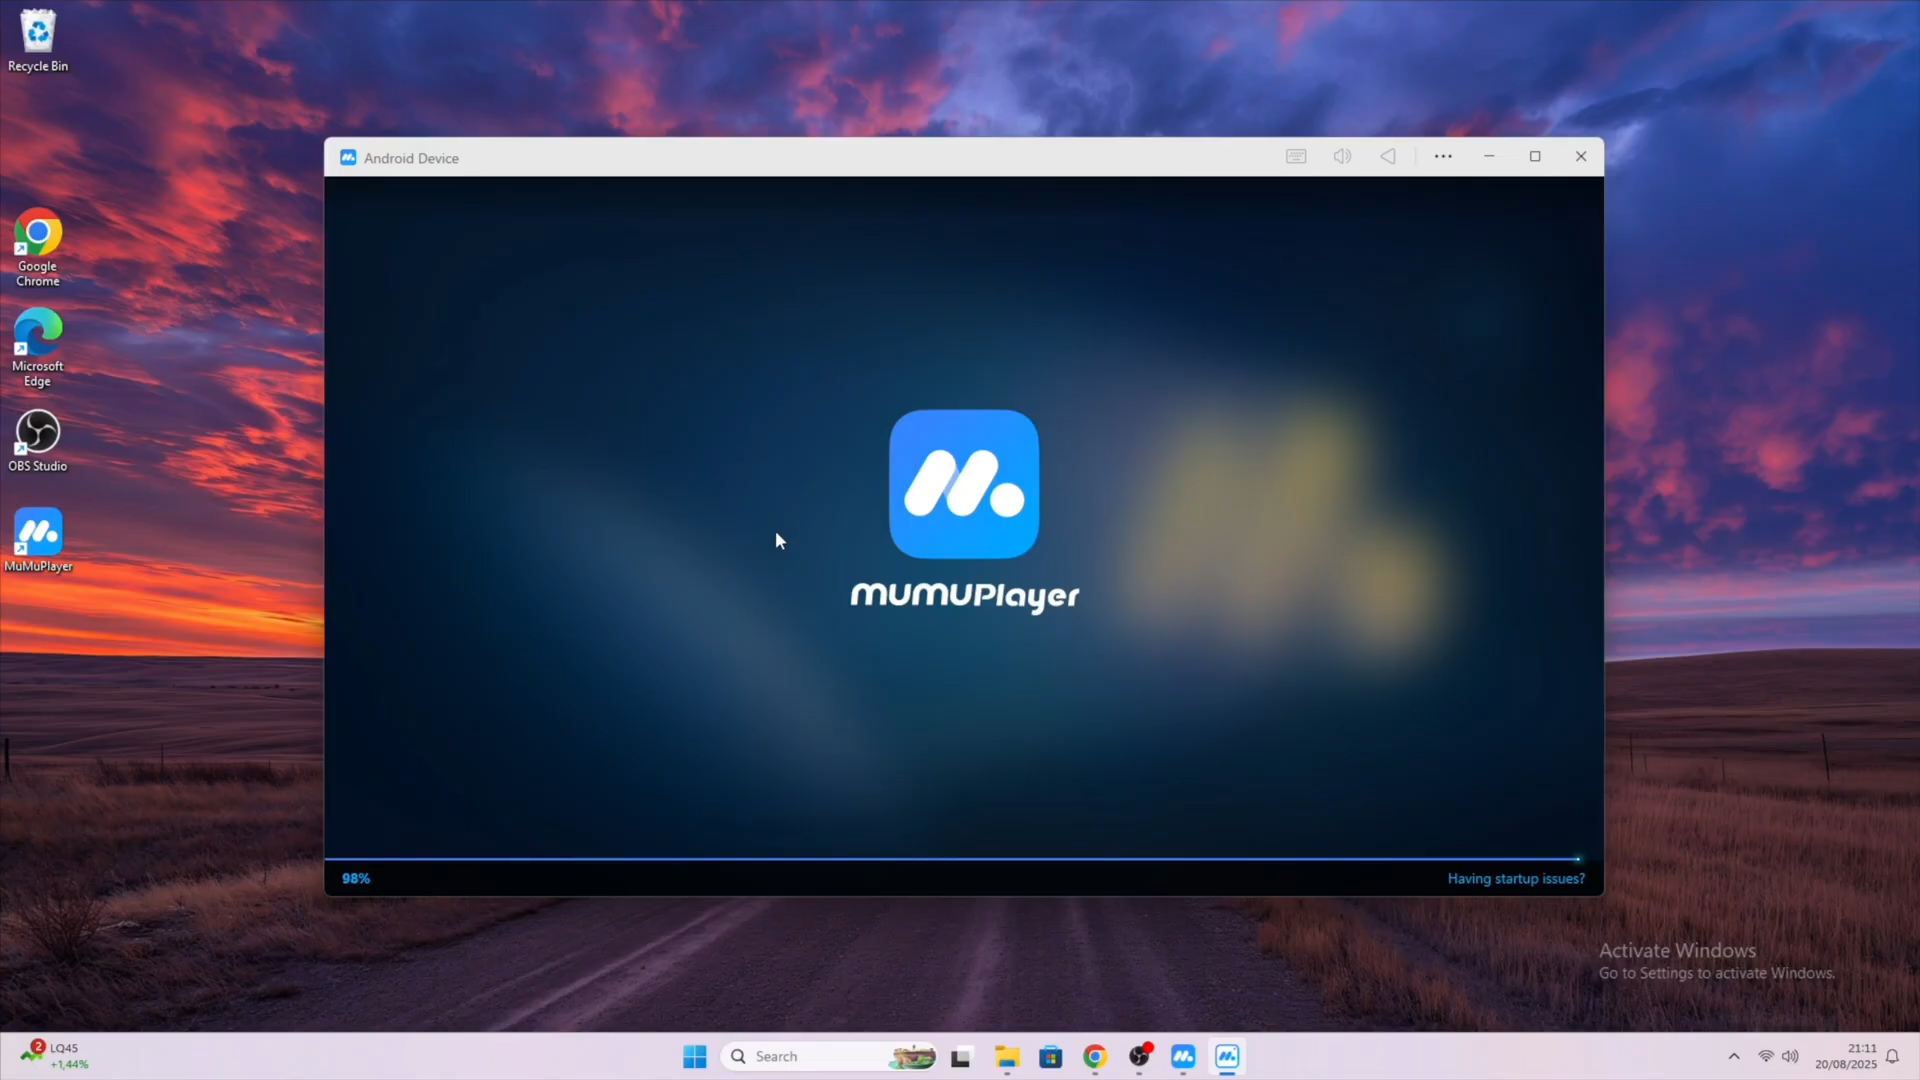 Recycle Bin
Android Device
Google
Chrome
Microsoft
Edge
OBS Studio
MuMuPlayer
MUMUPlayer
98%
Having startup issues?
Activate Windows
Go to Settings to activate Windows.
2
LQ45
+1,44%
Search
21:11
20/08/2025